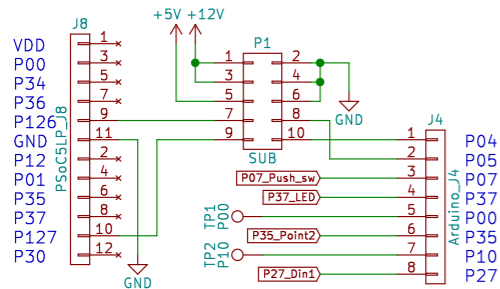 J8
PSoC5LP_J8
VDD 1
P00 3
P34 5
P36 7
P126 9
GND 11
P12 2
P01 4
P35 6
P37 8
P127 10
P30 12
GND
+5V +12V
P1
1 2
3 4
5 6
7 8
9 10
SUB
GND
J4
Arduino_J4
1 P04
2 P05
P07_Push_sw 3 P07
P37_LED 4 P37
TP1 P00 5 P00
P35_Point2 6 P35
TP2 P10 7 P10
P27_Din1 8 P27